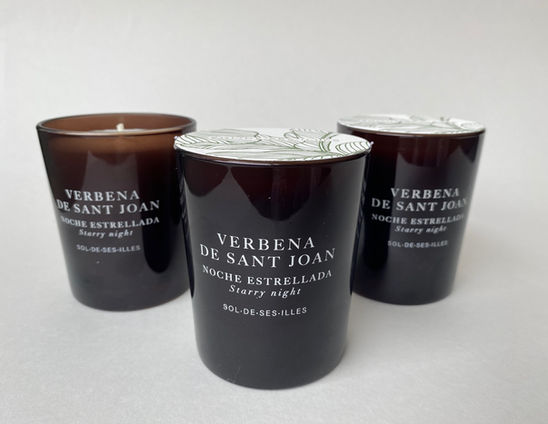 VERBENA
DE SANT JOAN
NOCHE ESTRELLADA
Starry night
SOL·DE·SES·ILLES
VERBENA
DE SANT JOAN
NOCHE ESTRELLADA
Starry night
SOL·DE·SES·ILLES
VERBENA
DE SANT JOAN
NOCHE ESTRELLADA
Starry night
SOL·DE·SES·ILLES